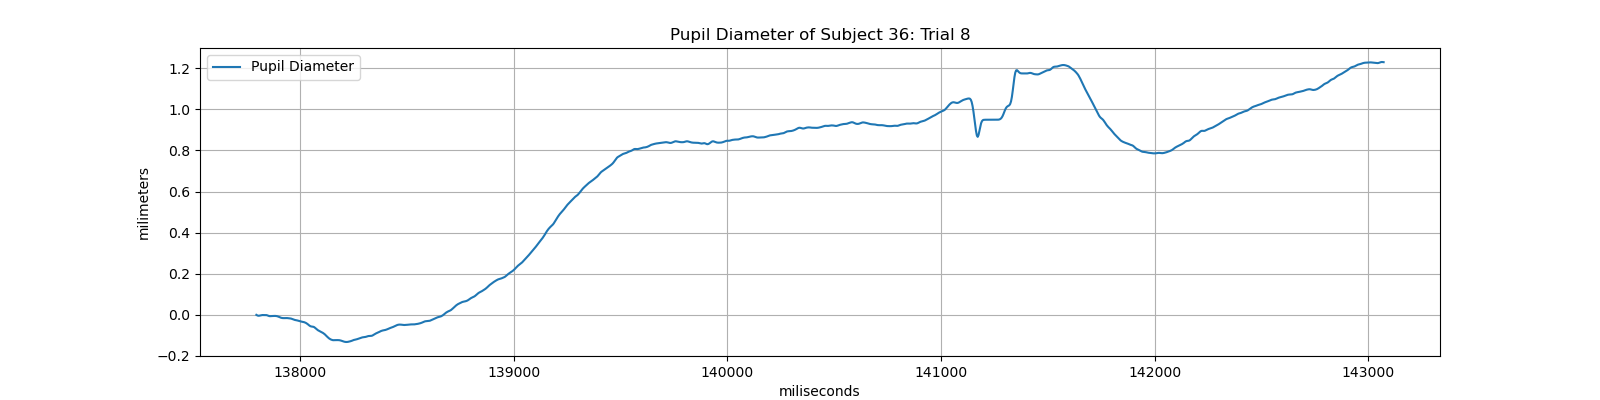 Pupil Diameter of Subject 36: Trial 8
Pupil Diameter
1.2
1.0
0.8
0.6
0.4
0.2
0.0
−0.2
milimeters
138000 139000 140000 141000 142000 143000
miliseconds